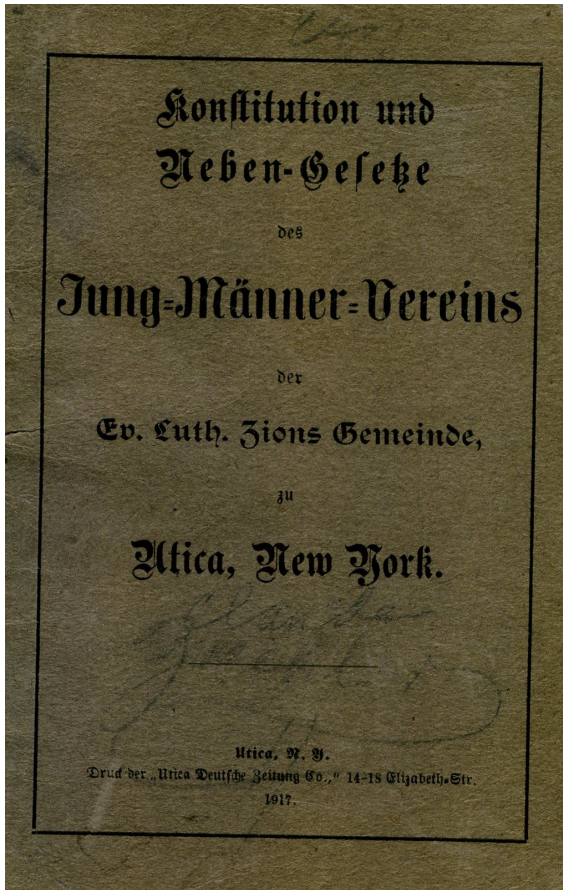 Konstitution und
Neben-Gesetze
des
Jung-Männer-Vereins
der
Ev. Luth. Zions Gemeinde,
zu
Utica, New York.
Utica, N. Y.
Druck der „Utica Deutsche Zeitung Co.,“ 14-18 Elizabeth-Str.
1917.